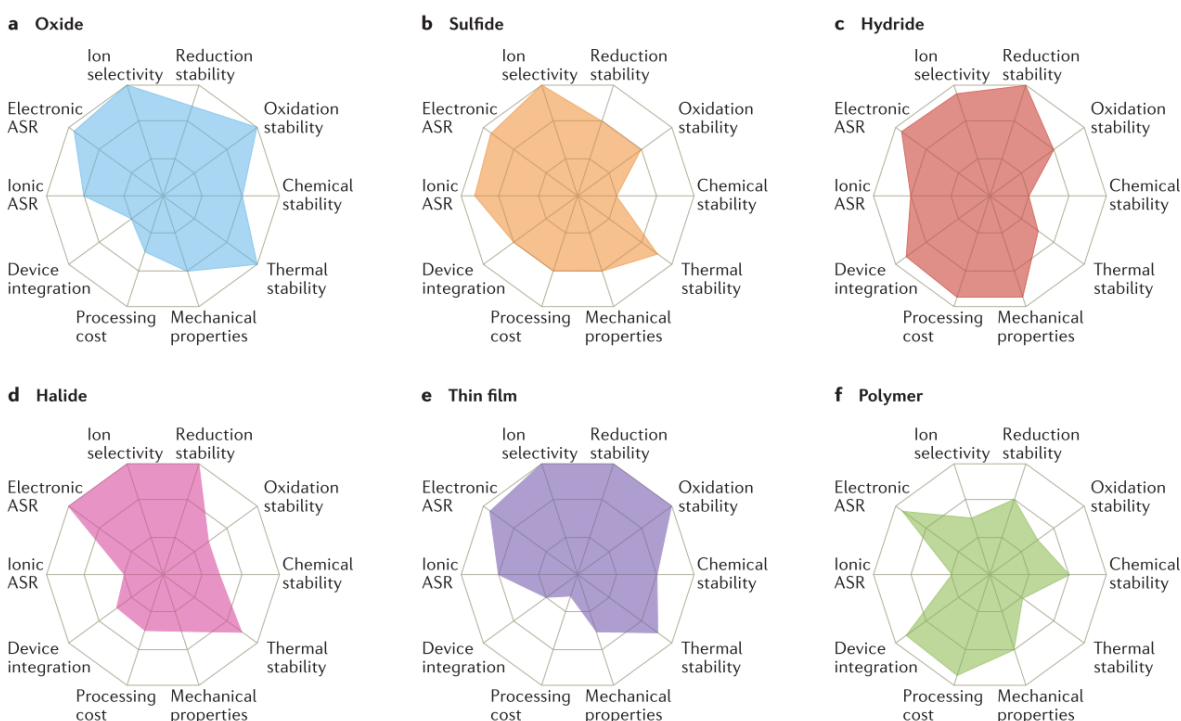 a Oxide
Ion
selectivity
Reduction
stability
Electronic
ASR
Oxidation
stability
Ionic
ASR
Chemical
stability
Device
integration
Thermal
stability
Processing
cost
Mechanical
properties
b Sulfide
Ion
selectivity
Reduction
stability
Electronic
ASR
Oxidation
stability
Ionic
ASR
Chemical
stability
Device
integration
Thermal
stability
Processing
cost
Mechanical
properties
c Hydride
Ion
selectivity
Reduction
stability
Electronic
ASR
Oxidation
stability
Ionic
ASR
Chemical
stability
Device
integration
Thermal
stability
Processing
cost
Mechanical
properties
d Halide
Ion
selectivity
Reduction
stability
Electronic
ASR
Oxidation
stability
Ionic
ASR
Chemical
stability
Device
integration
Thermal
stability
Processing
cost
Mechanical
properties
e Thin film
Ion
selectivity
Reduction
stability
Electronic
ASR
Oxidation
stability
Ionic
ASR
Chemical
stability
Device
integration
Thermal
stability
Processing
cost
Mechanical
properties
f Polymer
Ion
selectivity
Reduction
stability
Electronic
ASR
Oxidation
stability
Ionic
ASR
Chemical
stability
Device
integration
Thermal
stability
Processing
cost
Mechanical
properties